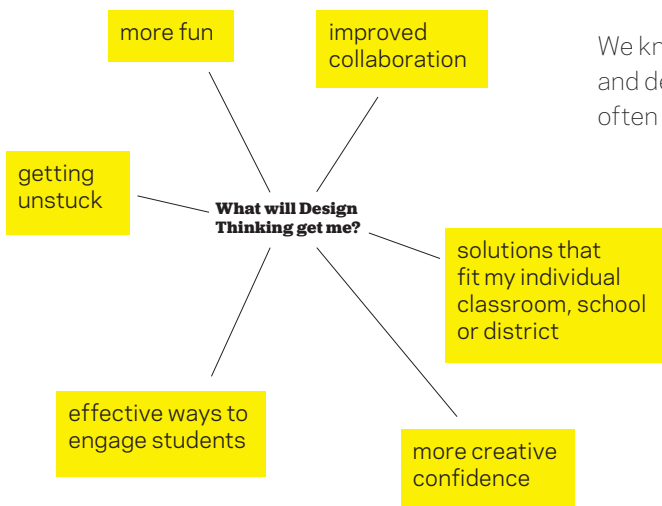 more fun
improved
collaboration
We kn
and de
often
getting
unstuck
What will Design
Thinking get me?
solutions that
fit my individual
classroom, school
or district
effective ways to
engage students
more creative
confidence